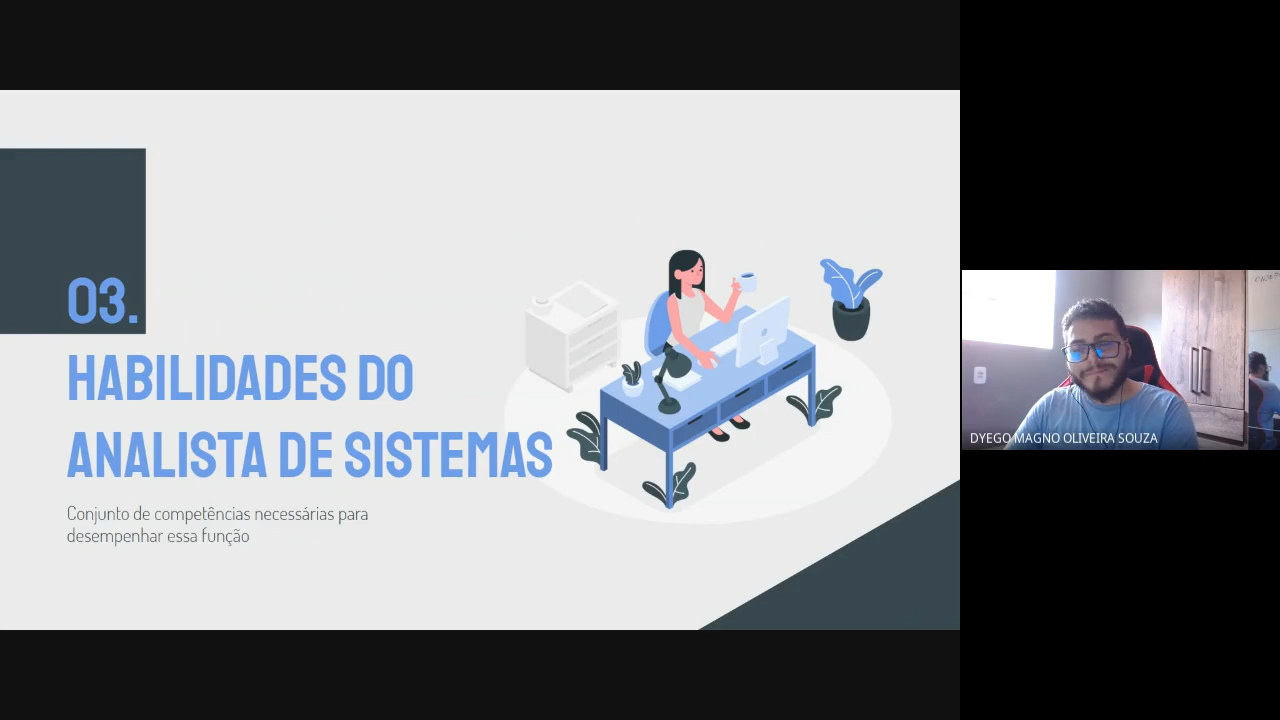 03.
HABILIDADES DO
ANALISTA DE SISTEMAS
Conjunto de competências necessárias para
desempenhar essa função
DYEGO MAGNO OLIVEIRA SOUZA